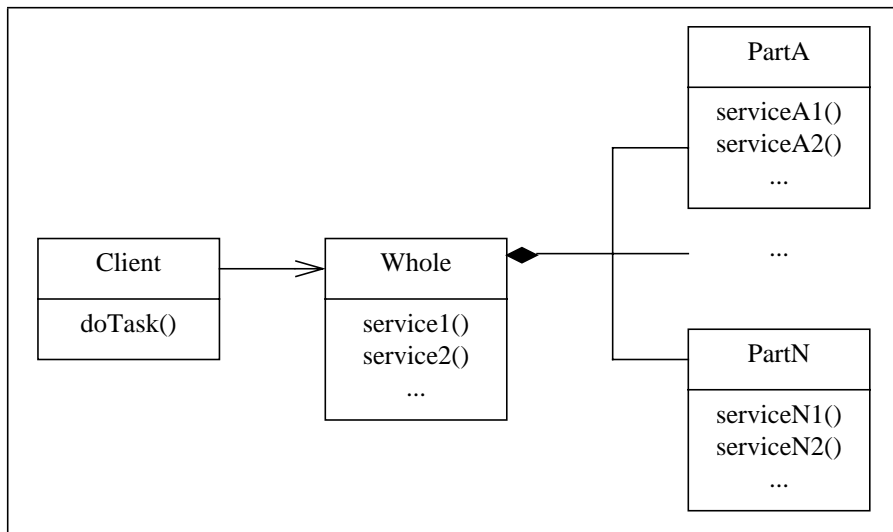 Client
doTask()
Whole
service1()
service2()
...
PartA
serviceA1()
serviceA2()
...
...
PartN
serviceN1()
serviceN2()
...